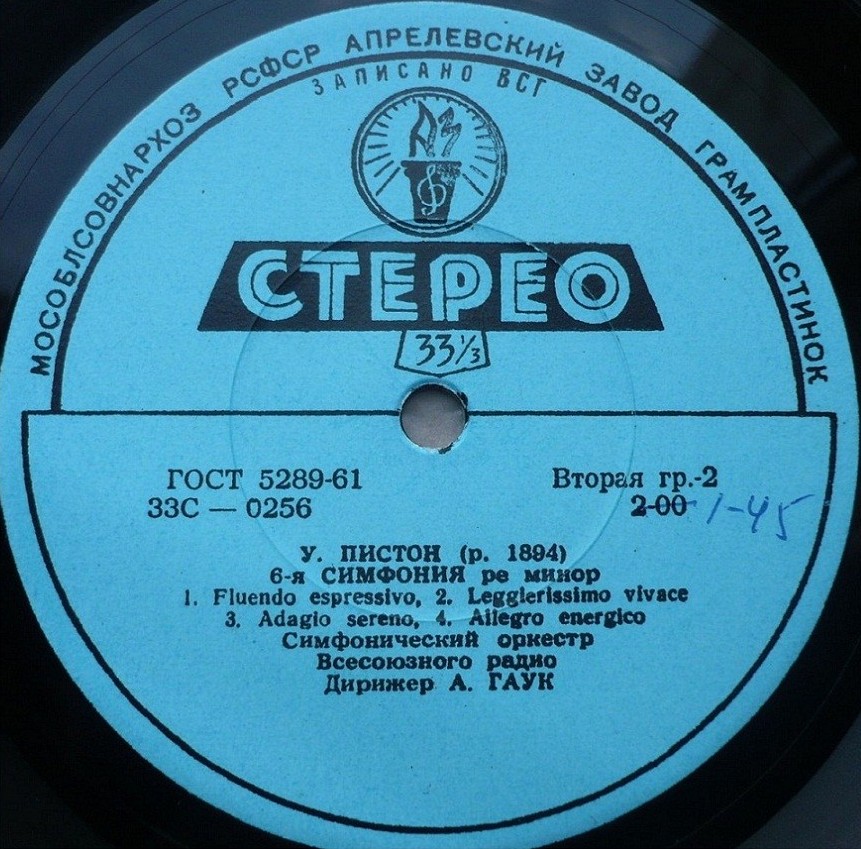 МОСОБЛСОВНАРХОЗ РСФСР АПРЕЛЕВСКИЙ ЗАВОД ГРАМПЛАСТИНОК
ЗАПИСАНО ВСГ
АЗ
СТЕРЕО
33⅓
ГОСТ 5289-61
Вторая гр.-2
33С — 0256
2-00 1-45
У. ПИСТОН (р. 1894)
6-я СИМФОНИЯ ре минор
1. Fluendo espressivo, 2. Leggierissimo vivace
3. Adagio sereno, 4. Allegro energico
Симфонический оркестр
Всесоюзного радио
Дирижер А. ГАУК